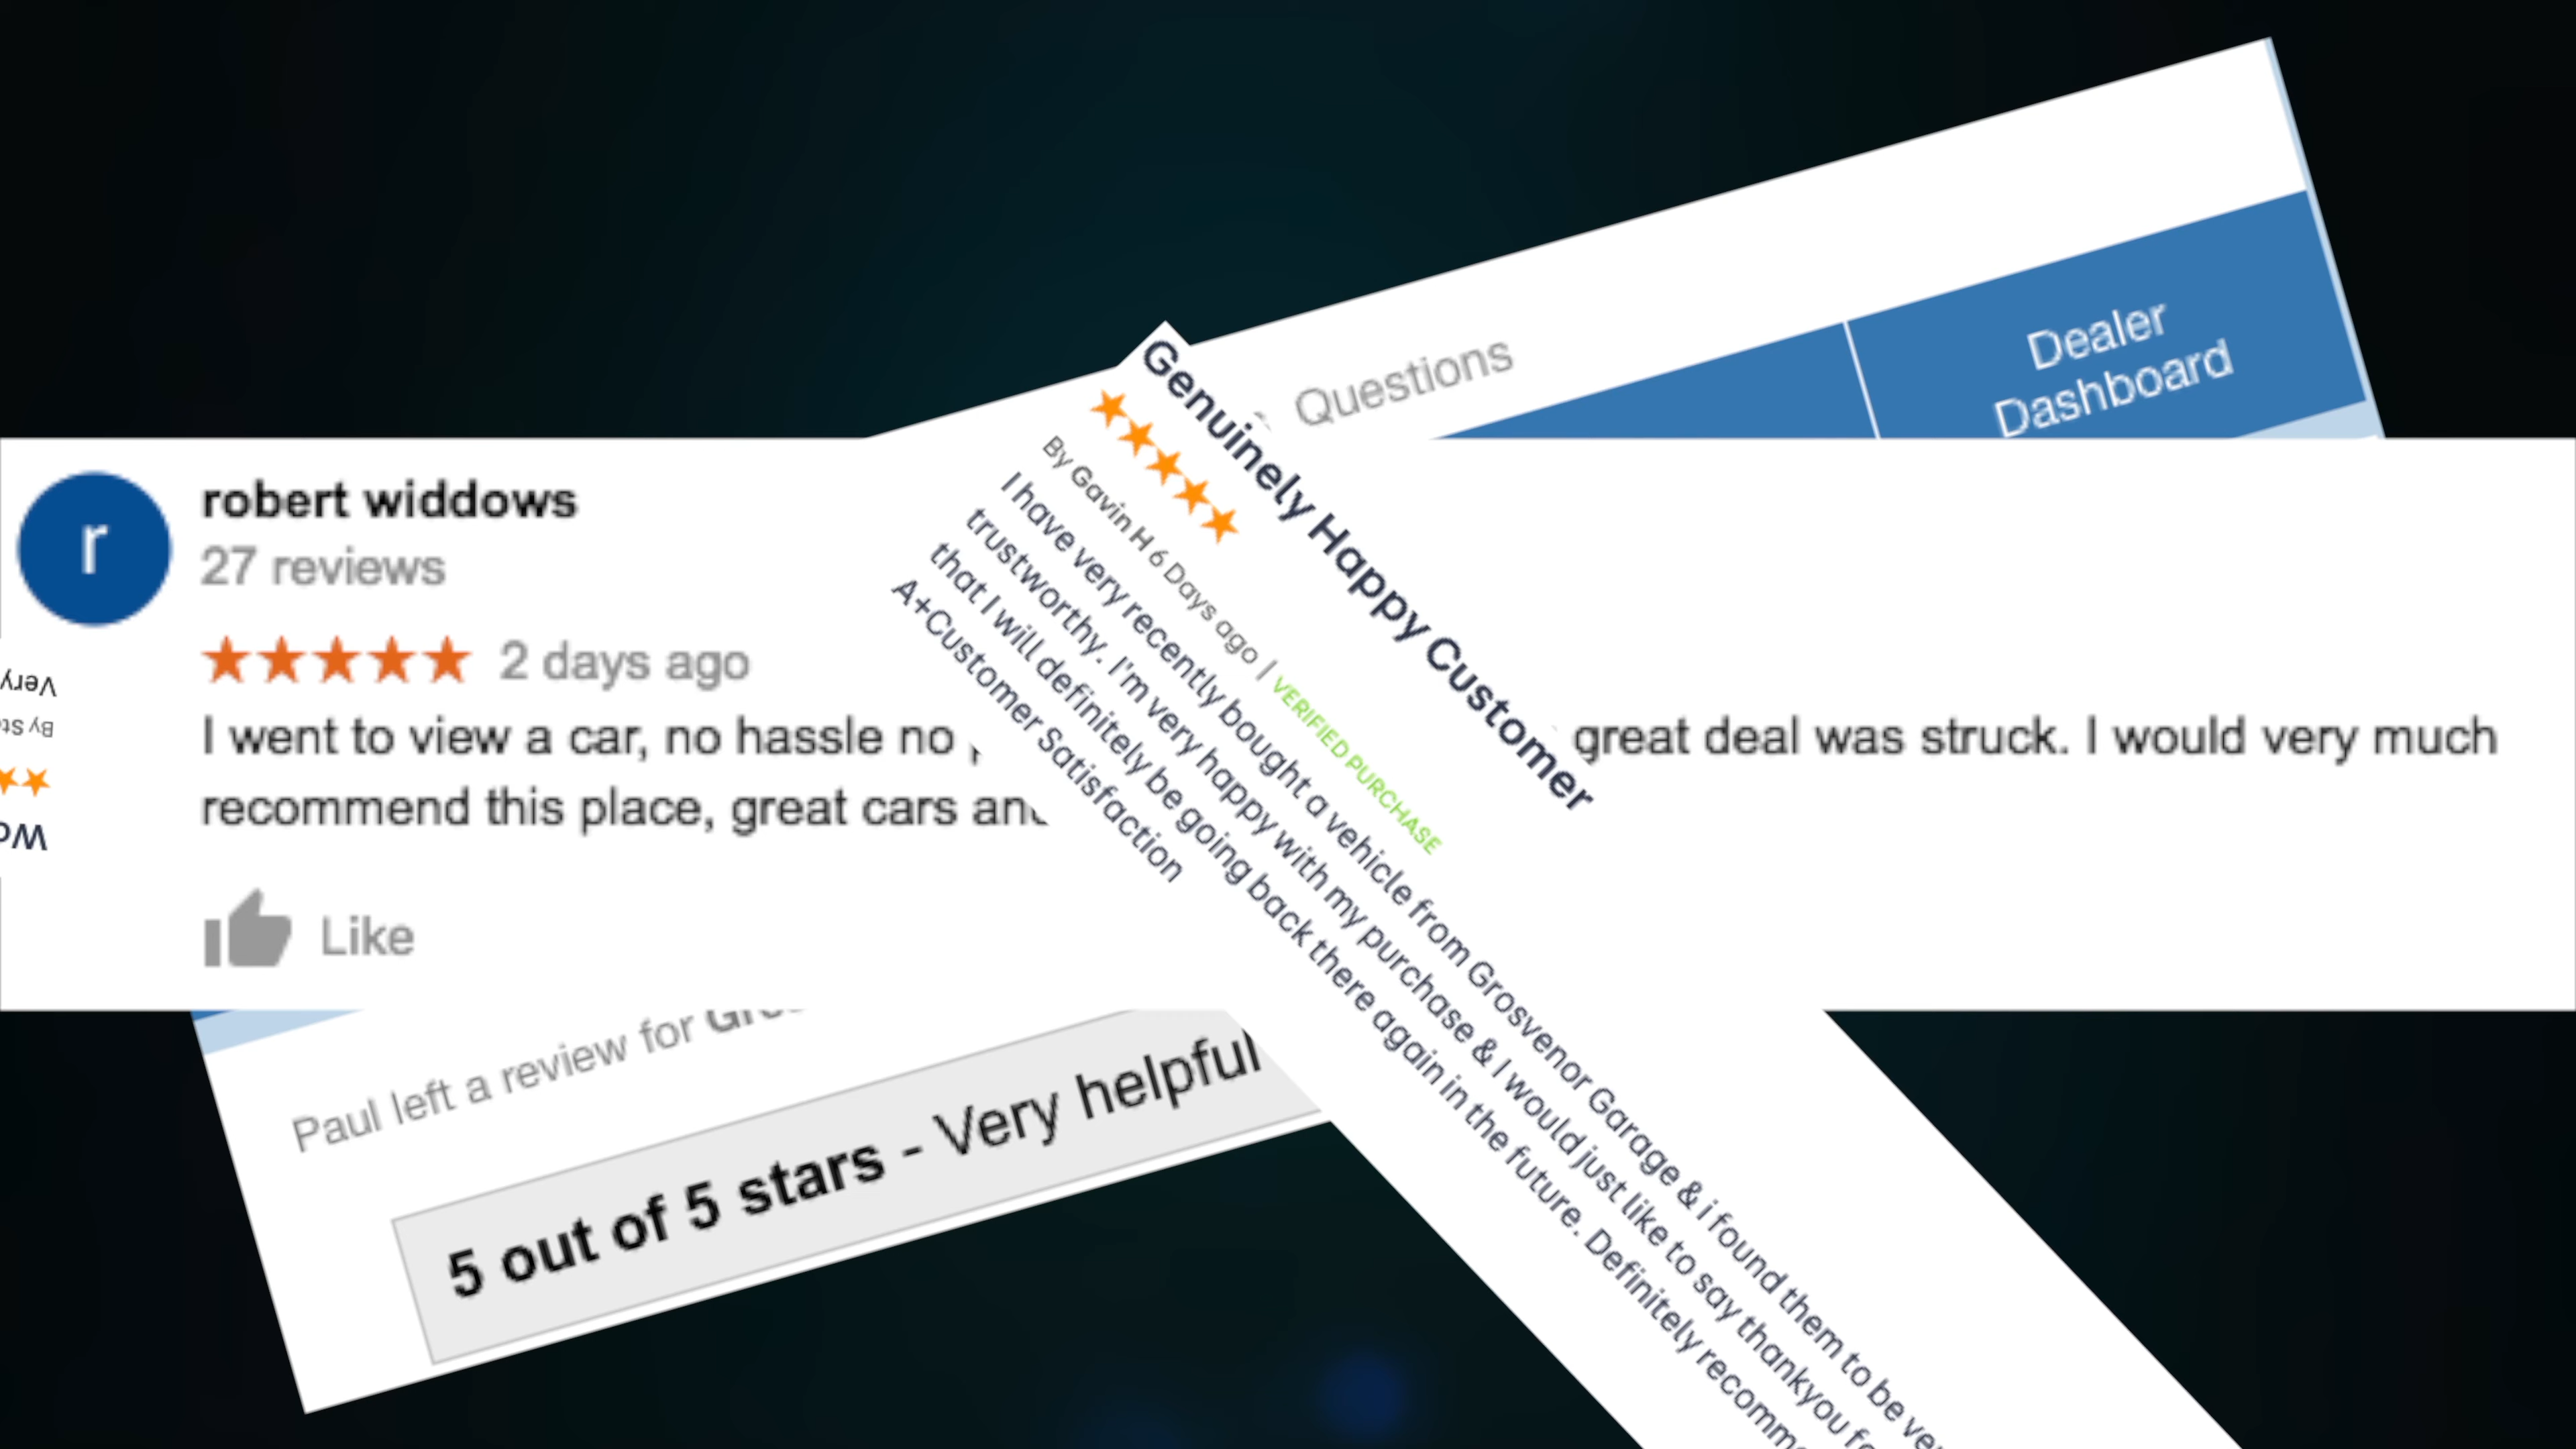 Questions
Dealer
Dashboard
robert widdows
27 reviews
2 days ago
I went to view a car, no hassle no
great deal was struck. I would very much
recommend this place, great cars
Like
Genuinely Happy Customer
By Gavin H 6 Days ago | VERIFIED PURCHASE
I have very recently bought a vehicle from Grosvenor Garage & i found them to be
trustworthy. I'm very happy with my purchase & I would just like to say thankyou
that I will definitely be going back there again in the future. Definitely
A+Customer Satisfaction
Very
By
Paul left a review for
5 out of 5 stars - Very helpful